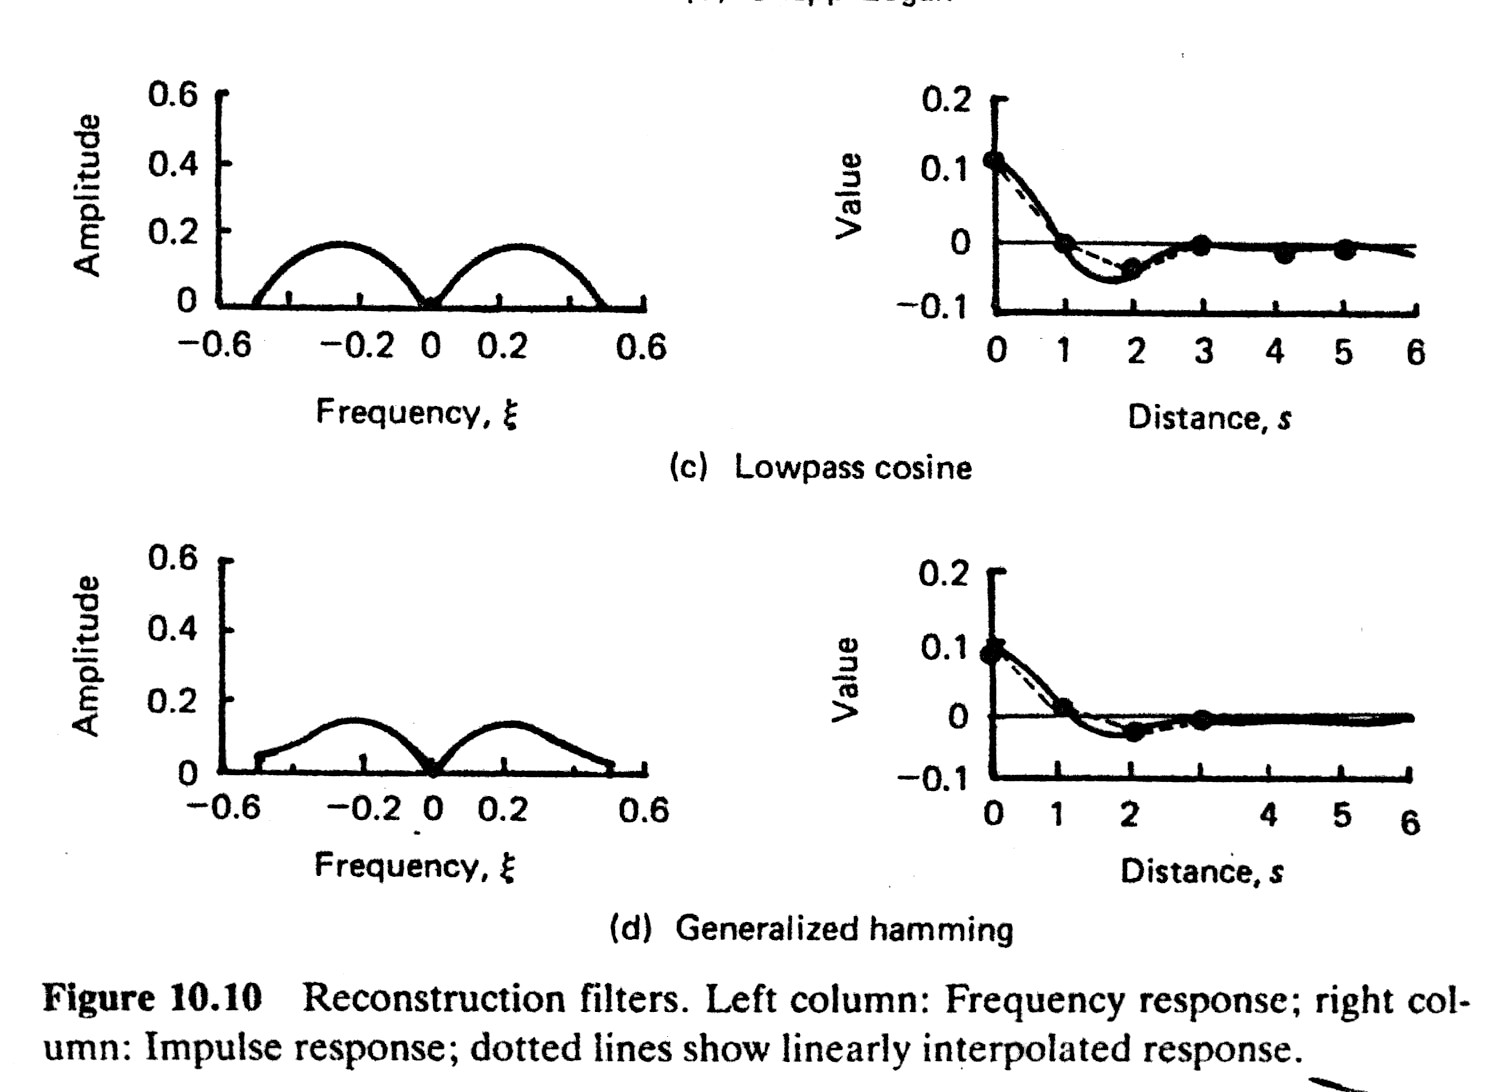 0.6
0.4
0.2
0
Amplitude
−0.6 −0.2 0 0.2 0.6
Frequency, ξ
0.2
0.1
0
−0.1
Value
0 1 2 3 4 5 6
Distance, s
(c) Lowpass cosine
0.6
0.4
0.2
0
Amplitude
−0.6 −0.2 0 0.2 0.6
Frequency, ξ
0.2
0.1
0
−0.1
Value
0 1 2 4 5 6
Distance, s
(d) Generalized hamming
Figure 10.10 Reconstruction filters. Left column: Frequency response; right col-
umn: Impulse response; dotted lines show linearly interpolated response.